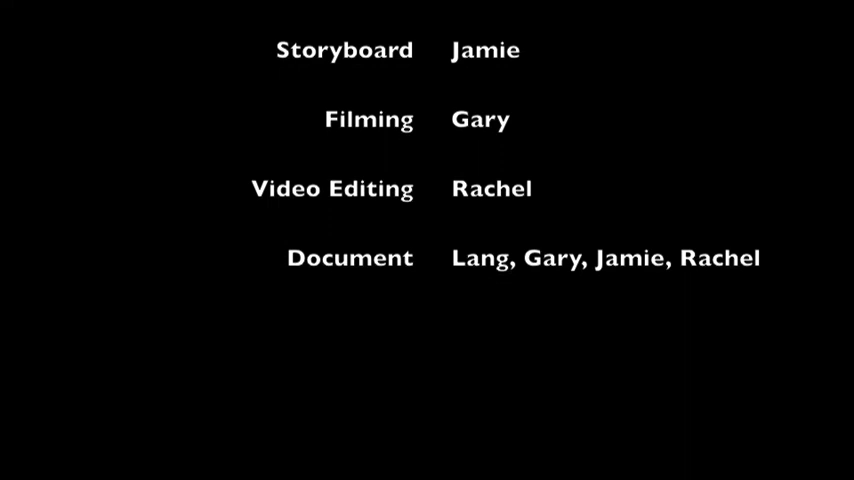 Storyboard Jamie
Filming Gary
Video Editing Rachel
Document Lang, Gary, Jamie, Rachel